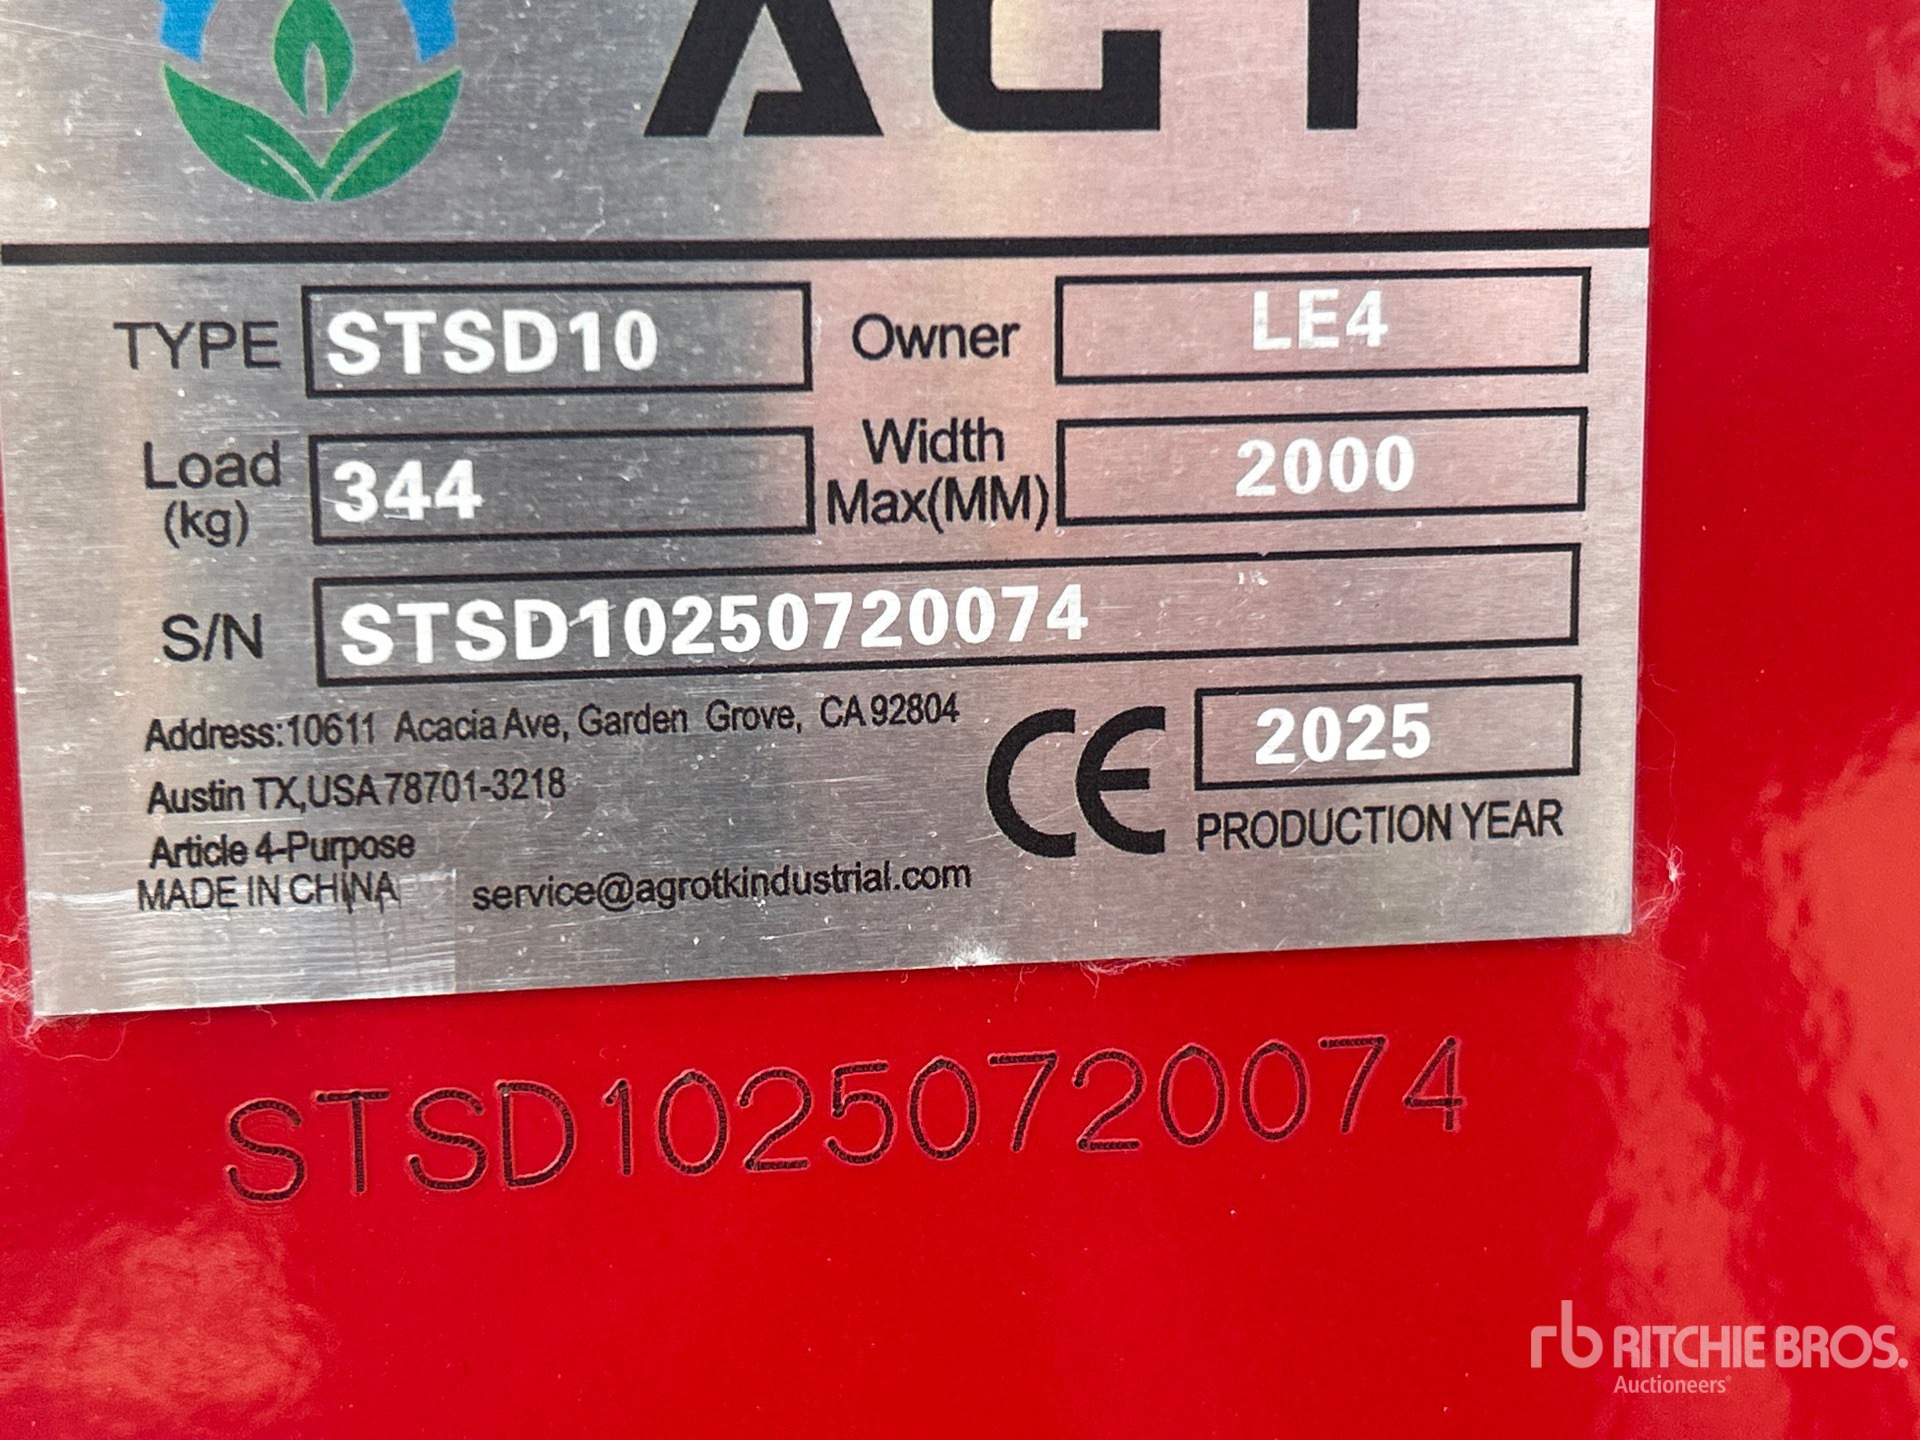 AGT
TYPE STSD10 Owner LE4
Load (kg) 344 Width Max(MM) 2000
S/N STSD10250720074
Address:10611 Acacia Ave, Garden Grove, CA 92804
Austin TX,USA 78701-3218
Article 4-Purpose
MADE IN CHINA service@agrotkindustrial.com
CE 2025
PRODUCTION YEAR
STSD10250720074
rb RITCHIE BROS.
Auctioneers